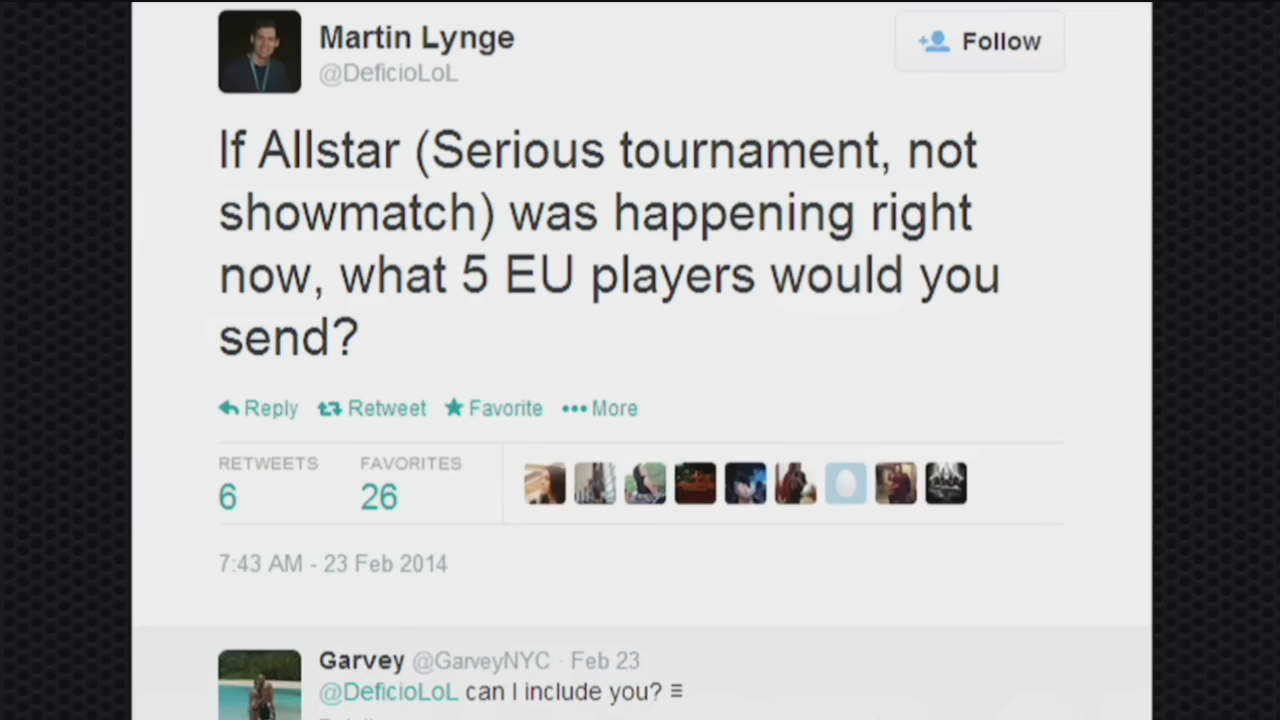 Martin Lynge
@DeficioLoL
Follow
If Allstar (Serious tournament, not
showmatch) was happening right
now, what 5 EU players would you
send?
Reply Retweet Favorite More
RETWEETS FAVORITES
6 26
7:43 AM - 23 Feb 2014
Garvey @GarveyNYC · Feb 23
@DeficioLoL can I include you?